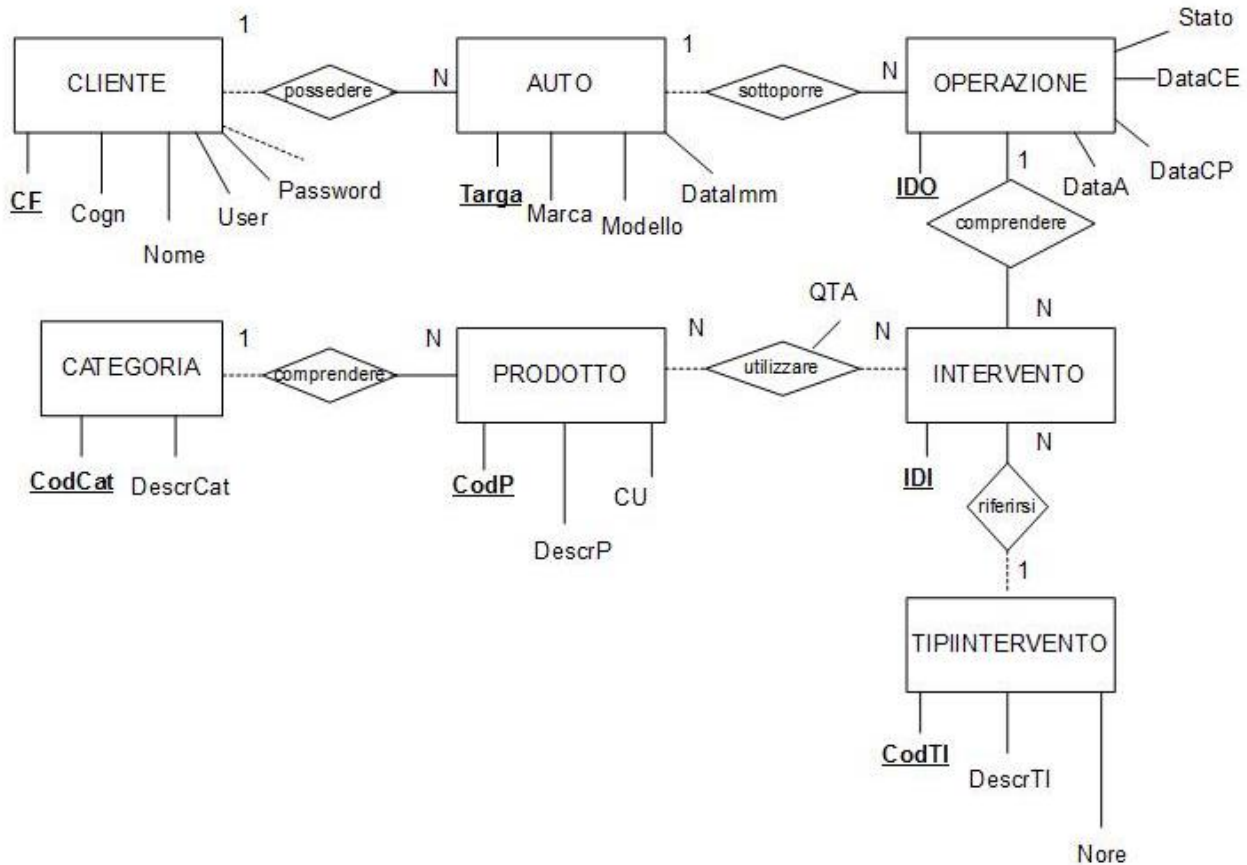 1
1
Stato
CLIENTE
possedere
N
AUTO
sottoporre
N
OPERAZIONE
DataCE
CF
Cogn
Nome
User
Password
Targa
Marca
Modello
DataImm
IDO
1
DataA
DataCP
comprendere
QTA
1
N
N
N
N
CATEGORIA
comprendere
PRODOTTO
utilizzare
INTERVENTO
CodCat
DescrCat
CodP
DescrP
CU
IDI
N
riferirsi
1
TIPIINTERVENTO
CodTI
DescrTI
Nore